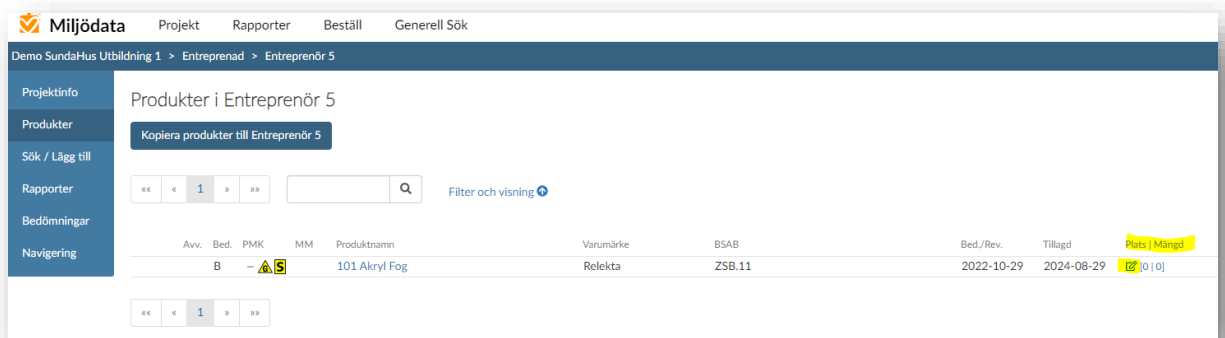 Miljödata Projekt Rapporter Beställ Generell Sök
Demo SundaHus Utbildning 1 > Entreprenad > Entreprenör 5
Projektinfo
Produkter
Sök / Lägg till
Rapporter
Bedömningar
Navigering
Produkter i Entreprenör 5
Kopiera produkter till Entreprenör 5
«« « 1 » »»
Filter och visning
Avv. Bed. PMK MM Produktnamn Varumärke BSAB Bed./Rev. Tillagd Plats | Mängd
B – G S 101 Akryl Fog Relekta ZSB.11 2022-10-29 2024-08-29 [0 | 0]
«« « 1 » »»